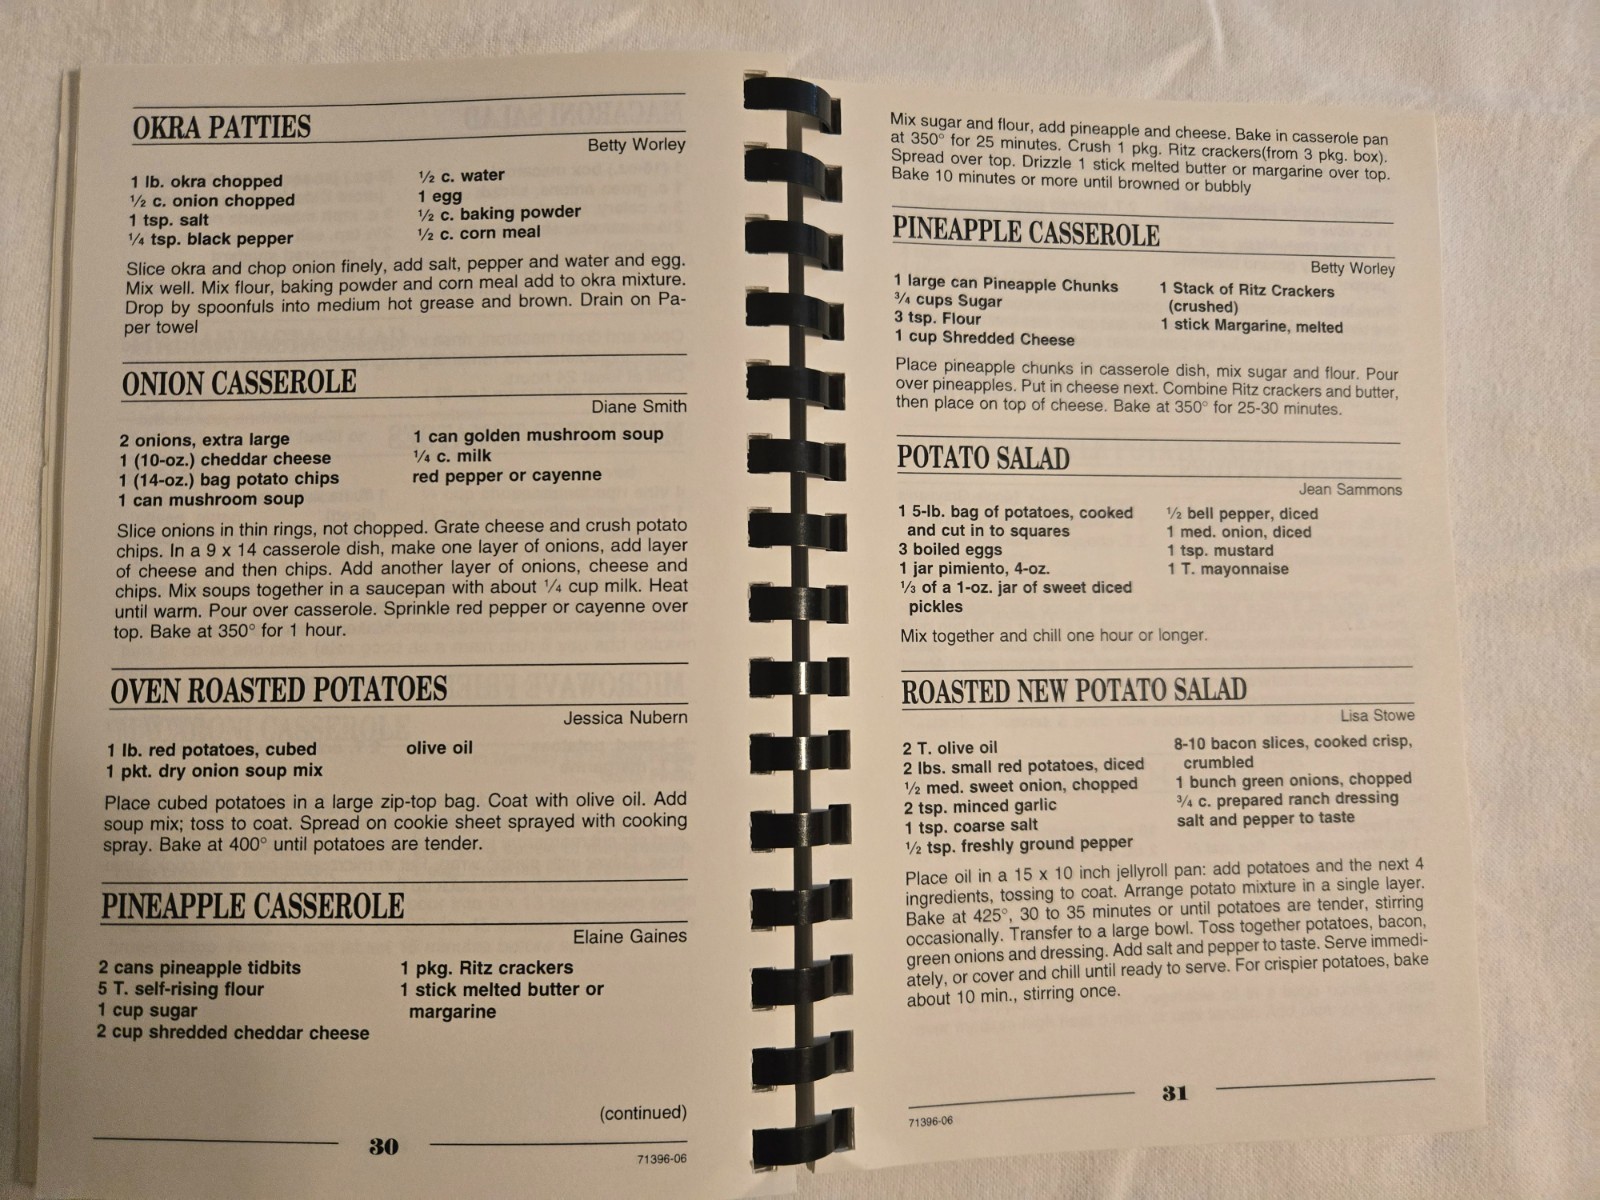 OKRA PATTIES
Betty Worley
1 lb. okra chopped
½ c. onion chopped
1 tsp. salt
¼ tsp. black pepper
½ c. water
1 egg
½ c. baking powder
½ c. corn meal
Slice okra and chop onion finely, add salt, pepper and water and egg.
Mix well. Mix flour, baking powder and corn meal add to okra mixture.
Drop by spoonfuls into medium hot grease and brown. Drain on Pa-
per towel
ONION CASSEROLE
Diane Smith
2 onions, extra large
1 (10-oz.) cheddar cheese
1 (14-oz.) bag potato chips
1 can mushroom soup
1 can golden mushroom soup
¼ c. milk
red pepper or cayenne
Slice onions in thin rings, not chopped. Grate cheese and crush potato
chips. In a 9 x 14 casserole dish, make one layer of onions, add layer
of cheese and then chips. Add another layer of onions, cheese and
chips. Mix soups together in a saucepan with about ¼ cup milk. Heat
until warm. Pour over casserole. Sprinkle red pepper or cayenne over
top. Bake at 350° for 1 hour.
OVEN ROASTED POTATOES
Jessica Nubern
1 lb. red potatoes, cubed
1 pkt. dry onion soup mix
olive oil
Place cubed potatoes in a large zip-top bag. Coat with olive oil. Add
soup mix; toss to coat. Spread on cookie sheet sprayed with cooking
spray. Bake at 400° until potatoes are tender.
PINEAPPLE CASSEROLE
Elaine Gaines
2 cans pineapple tidbits
5 T. self-rising flour
1 cup sugar
2 cup shredded cheddar cheese
1 pkg. Ritz crackers
1 stick melted butter or
margarine
(continued)
30
71396-06
Mix sugar and flour, add pineapple and cheese. Bake in casserole pan
at 350° for 25 minutes. Crush 1 pkg. Ritz crackers(from 3 pkg. box).
Spread over top. Drizzle 1 stick melted butter or margarine over top.
Bake 10 minutes or more until browned or bubbly
PINEAPPLE CASSEROLE
Betty Worley
1 large can Pineapple Chunks
¾ cups Sugar
3 tsp. Flour
1 cup Shredded Cheese
1 Stack of Ritz Crackers
(crushed)
1 stick Margarine, melted
Place pineapple chunks in casserole dish, mix sugar and flour. Pour
over pineapples. Put in cheese next. Combine Ritz crackers and butter,
then place on top of cheese. Bake at 350° for 25-30 minutes.
POTATO SALAD
Jean Sammons
1 5-lb. bag of potatoes, cooked
and cut in to squares
3 boiled eggs
1 jar pimiento, 4-oz.
⅓ of a 1-oz. jar of sweet diced
pickles
½ bell pepper, diced
1 med. onion, diced
1 tsp. mustard
1 T. mayonnaise
Mix together and chill one hour or longer.
ROASTED NEW POTATO SALAD
Lisa Stowe
2 T. olive oil
2 lbs. small red potatoes, diced
½ med. sweet onion, chopped
2 tsp. minced garlic
1 tsp. coarse salt
½ tsp. freshly ground pepper
8-10 bacon slices, cooked crisp,
crumbled
1 bunch green onions, chopped
¾ c. prepared ranch dressing
salt and pepper to taste
Place oil in a 15 x 10 inch jellyroll pan: add potatoes and the next 4
ingredients, tossing to coat. Arrange potato mixture in a single layer.
Bake at 425°, 30 to 35 minutes or until potatoes are tender, stirring
occasionally. Transfer to a large bowl. Toss together potatoes, bacon,
green onions and dressing. Add salt and pepper to taste. Serve immedi-
ately, or cover and chill until ready to serve. For crispier potatoes, bake
about 10 min., stirring once.
31
71396-06